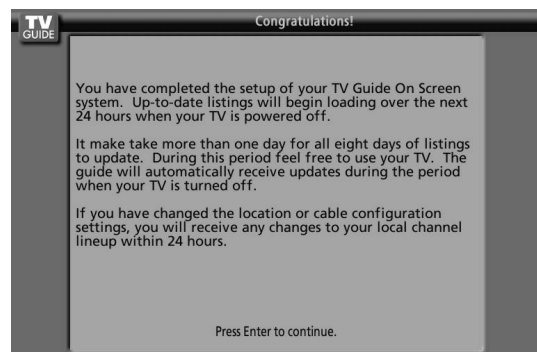 TV
GUIDE
Congratulations!
You have completed the setup of your TV Guide On Screen
system. Up-to-date listings will begin loading over the next
24 hours when your TV is powered off.
It make take more than one day for all eight days of listings
to update. During this period feel free to use your TV. The
guide will automatically receive updates during the period
when your TV is turned off.
If you have changed the location or cable configuration
settings, you will receive any changes to your local channel
lineup within 24 hours.
Press Enter to continue.